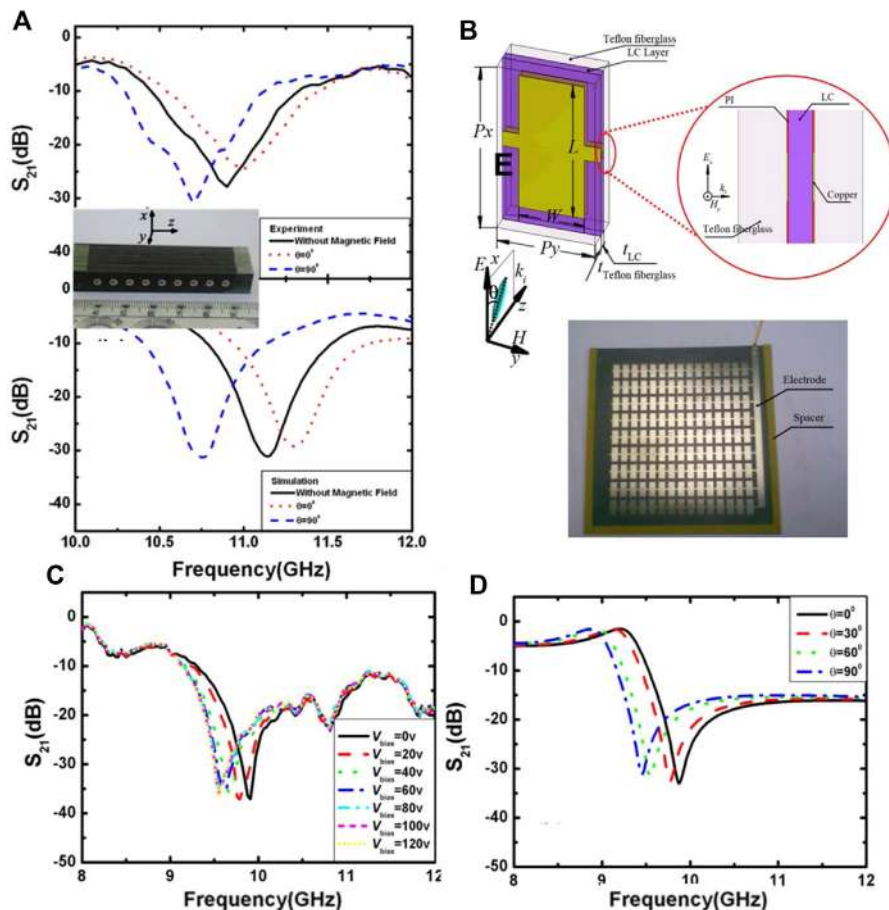 A
0
-10
-20
-30
-40
0
-10
-20
-30
-40
S21(dB)
S21(dB)
x
z
y
Experiment
Without Magnetic Field
θ=0°
θ=90°
Simulation
Without Magnetic Field
θ=0°
θ=90°
10.0 10.5 11.0 11.5 12.0
Frequency(GHz)
B
Teflon fiberglass
LC Layer
Px
L
E
W
Py
t
tLC
Teflon fiberglass
E x
ki
θ
z
H
y
PI
LC
Ex
ki
Hy
Copper
Teflon fiberglass
Electrode
Spacer
C
0
-10
-20
-30
-40
-50
S21(dB)
Vbias=0v
Vbias=20v
Vbias=40v
Vbias=60v
Vbias=80v
Vbias=100v
Vbias=120v
8 9 10 11 12
Frequency(GHz)
D
0
-10
-20
-30
-40
-50
S21(dB)
θ=0°
θ=30°
θ=60°
θ=90°
8 9 10 11 12
Frequency(GHz)